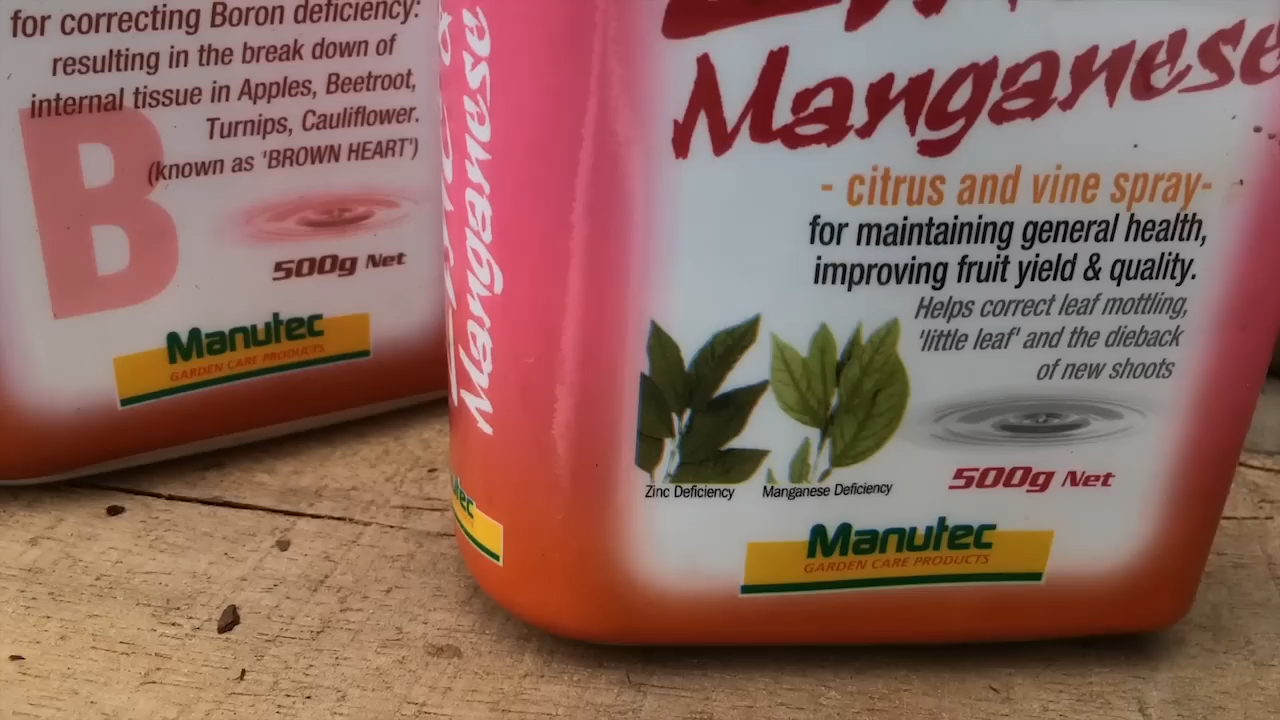 for correcting Boron deficiency:
resulting in the break down of
internal tissue in Apples, Beetroot,
Turnips, Cauliflower.
(known as 'BROWN HEART')
B
500g Net
Manutec
GARDEN CARE PRODUCTS
&
Manganese
Manganese
- citrus and vine spray-
for maintaining general health,
improving fruit yield & quality.
Helps correct leaf mottling,
'little leaf' and the dieback
of new shoots
Zinc Deficiency
Manganese Deficiency
500g Net
Manutec
GARDEN CARE PRODUCTS